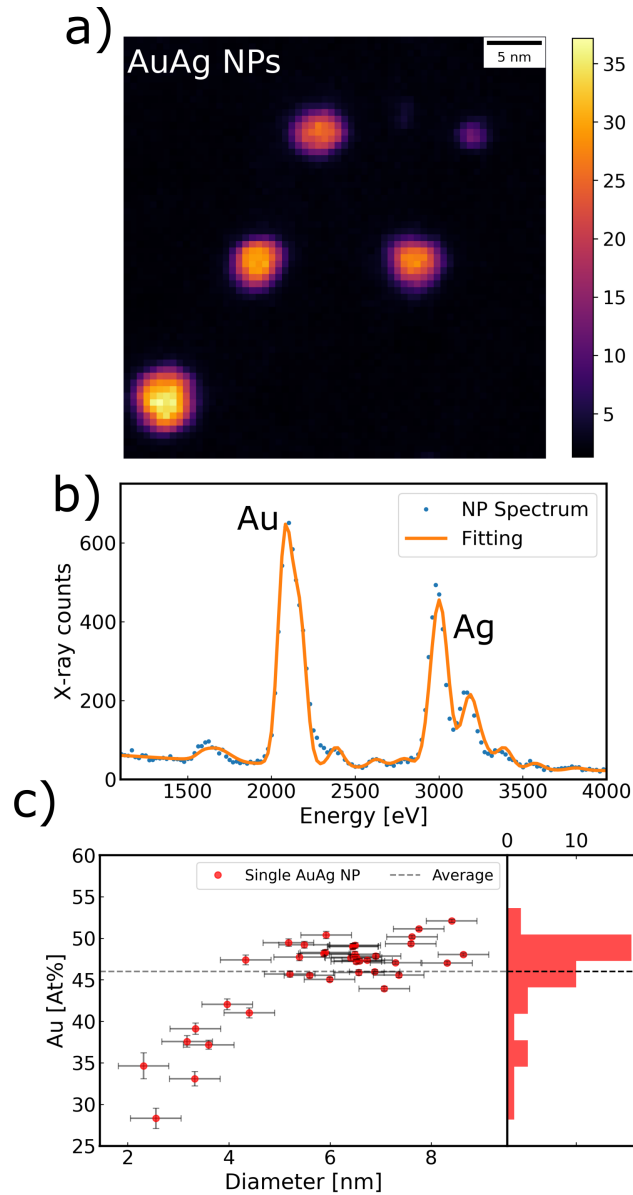 a)
AuAg NPs
5 nm
35
30
25
20
15
10
5
b)
Au
Ag
NP Spectrum
Fitting
X-ray counts
600
400
200
0
1500
2000
2500
3000
3500
4000
Energy [eV]
c)
0
10
Single AuAg NP
Average
Au [At%]
60
55
50
45
40
35
30
25
2
4
6
8
Diameter [nm]